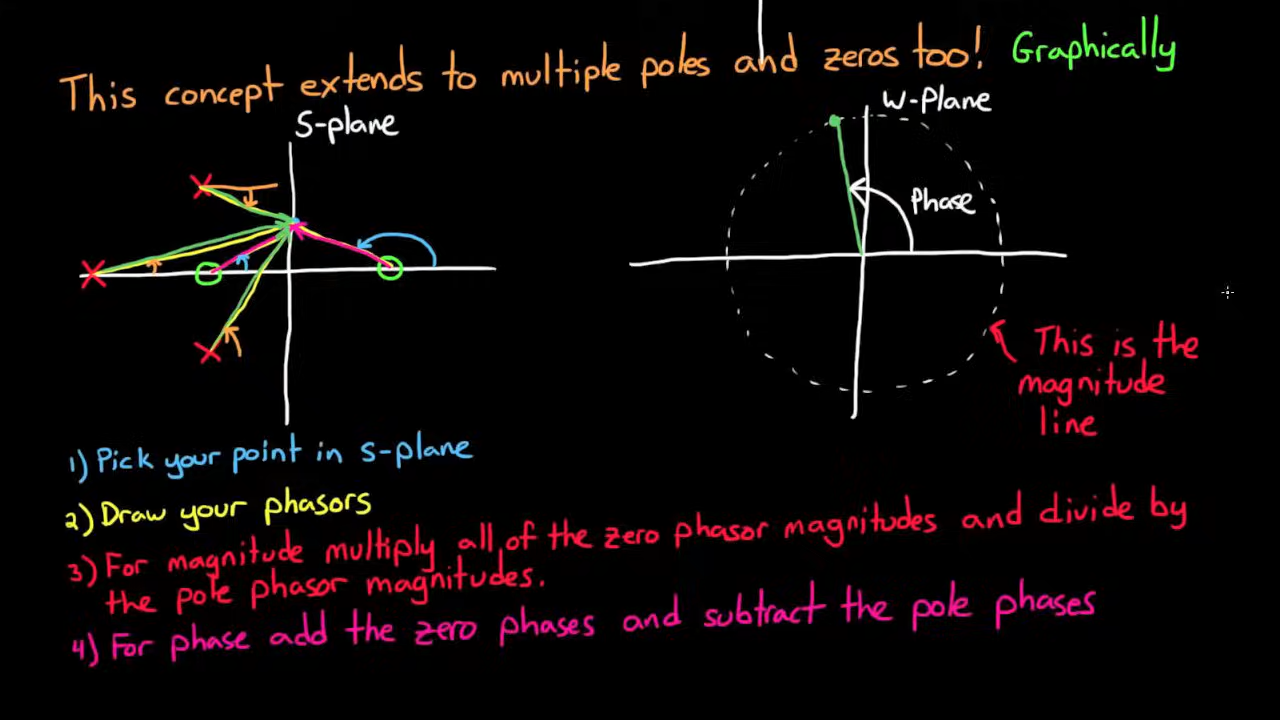 This concept extends to multiple poles and zeros too! Graphically
S-plane
W-Plane
Phase
This is the
magnitude
line
1) Pick your point in s-plane
2) Draw your phasors
3) For magnitude multiply all of the zero phasor magnitudes and divide by
the pole phasor magnitudes.
4) For phase add the zero phases and subtract the pole phases